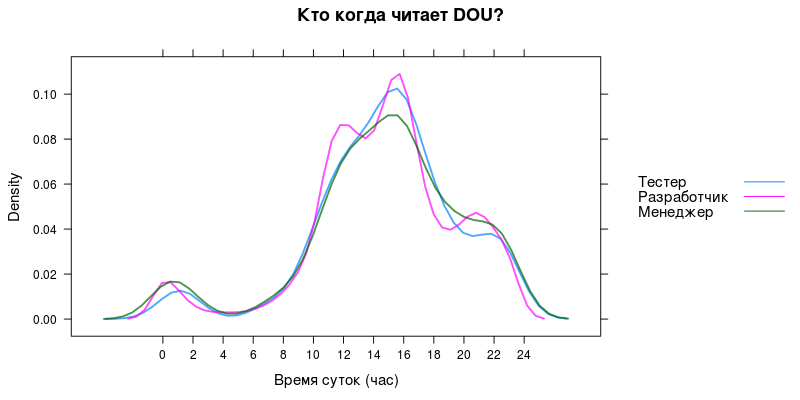 Кто когда читает DOU?
0.10
0.08
0.06
0.04
0.02
0.00
Density
0 2 4 6 8 10 12 14 16 18 20 22 24
Время суток (час)
Тестер
Разработчик
Менеджер